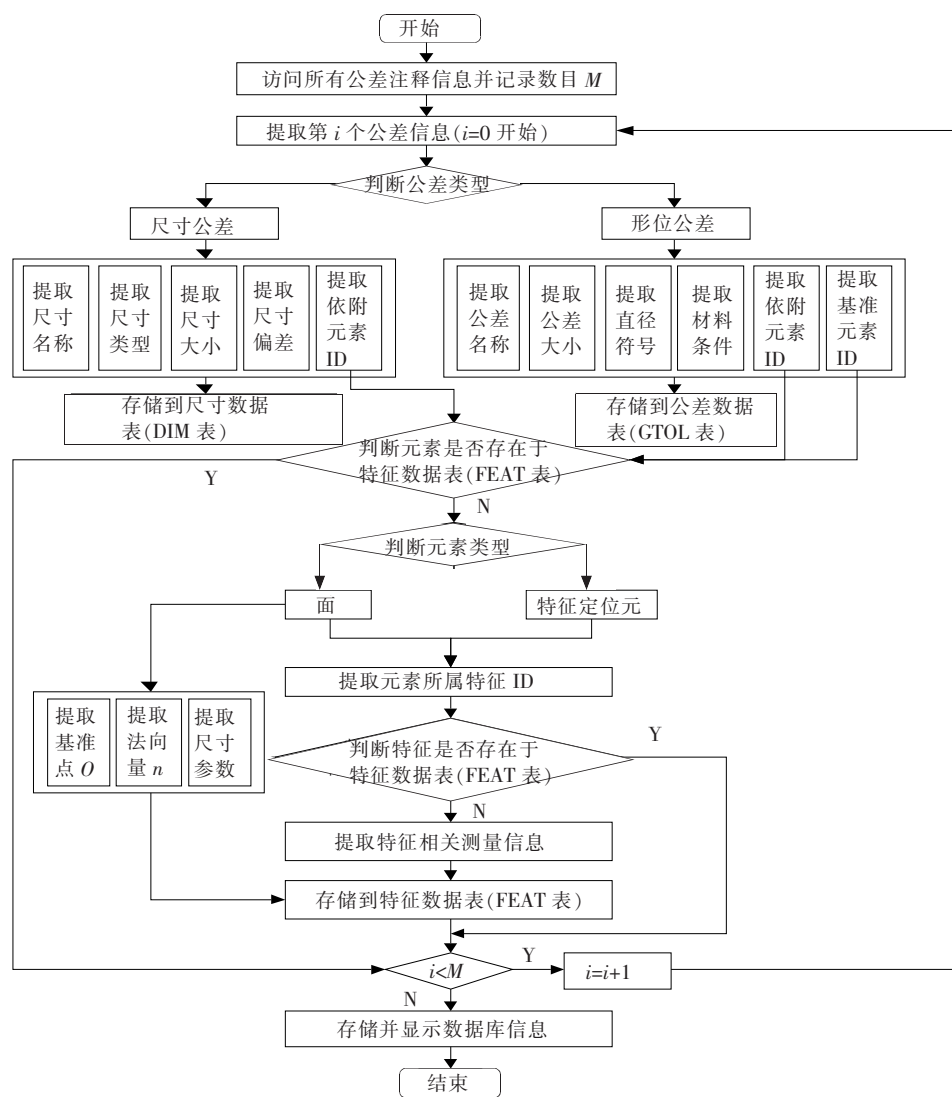 开始
访问所有公差注释信息并记录数目 M
提取第 i 个公差信息(i=0 开始)
判断公差类型
尺寸公差
形位公差
提取
尺寸
名称
提取
尺寸
类型
提取
尺寸
大小
提取
尺寸
偏差
提取
依附
元素
ID
提取
公差
名称
提取
公差
大小
提取
直径
符号
提取
材料
条件
提取
依附
元素
ID
提取
基准
元素
ID
存储到尺寸数据
表(DIM 表)
存储到公差数据
表(GTOL 表)
判断元素是否存在于
特征数据表(FEAT 表)
Y
N
判断元素类型
面
特征定位元
提取元素所属特征 ID
提取
基准
点 O
提取
法向
量 n
提取
尺寸
参数
判断特征是否存在于
特征数据表(FEAT 表)
Y
N
提取特征相关测量信息
存储到特征数据表(FEAT 表)
i<M
Y
i=i+1
N
存储并显示数据库信息
结束